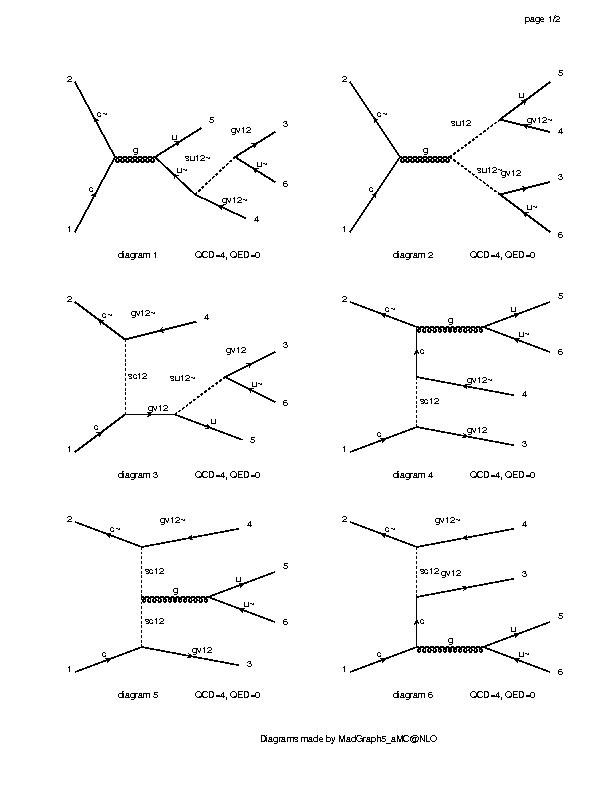 page 1/2
2
c~
g
u
5
su12~
u~
gv12
3
u~
6
gv12~
4
c
1
diagram 1 QCD=4, QED=0
2
c~
g
su12
u
5
gv12~
4
su12~
gv12
3
u~
6
c
1
diagram 2 QCD=4, QED=0
2
c~
gv12~
4
sc12
gv12
3
su12~
u~
6
gv12
u
5
c
1
diagram 3 QCD=4, QED=0
2
c~
g
u
5
u~
6
c
gv12~
4
sc12
c
gv12
1
3
diagram 4 QCD=4, QED=0
2
c~
gv12~
4
sc12
g
u
5
u~
6
sc12
c
gv12
1
3
diagram 5 QCD=4, QED=0
2
c~
gv12~
4
sc12
gv12
3
c
g
u
5
u~
6
c
1
diagram 6 QCD=4, QED=0
Diagrams made by MadGraph5_aMC@NLO